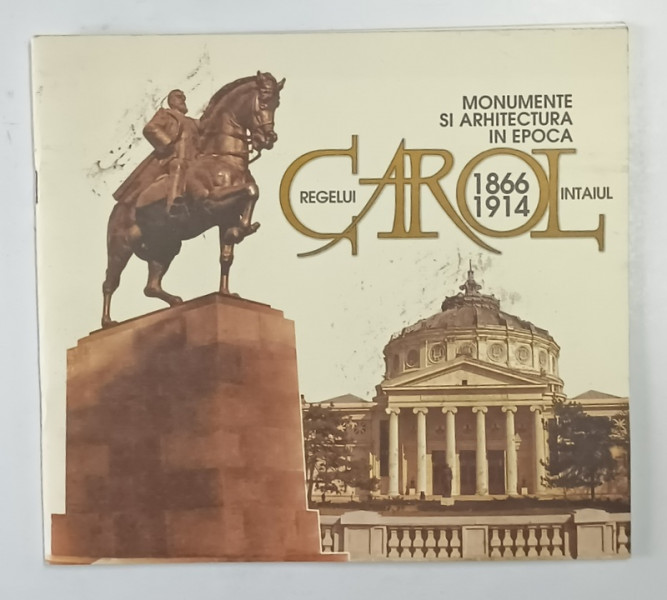 MONUMENTE
SI ARHITECTURA
IN EPOCA
REGELUI CAROL INTAIUL
1866
1914